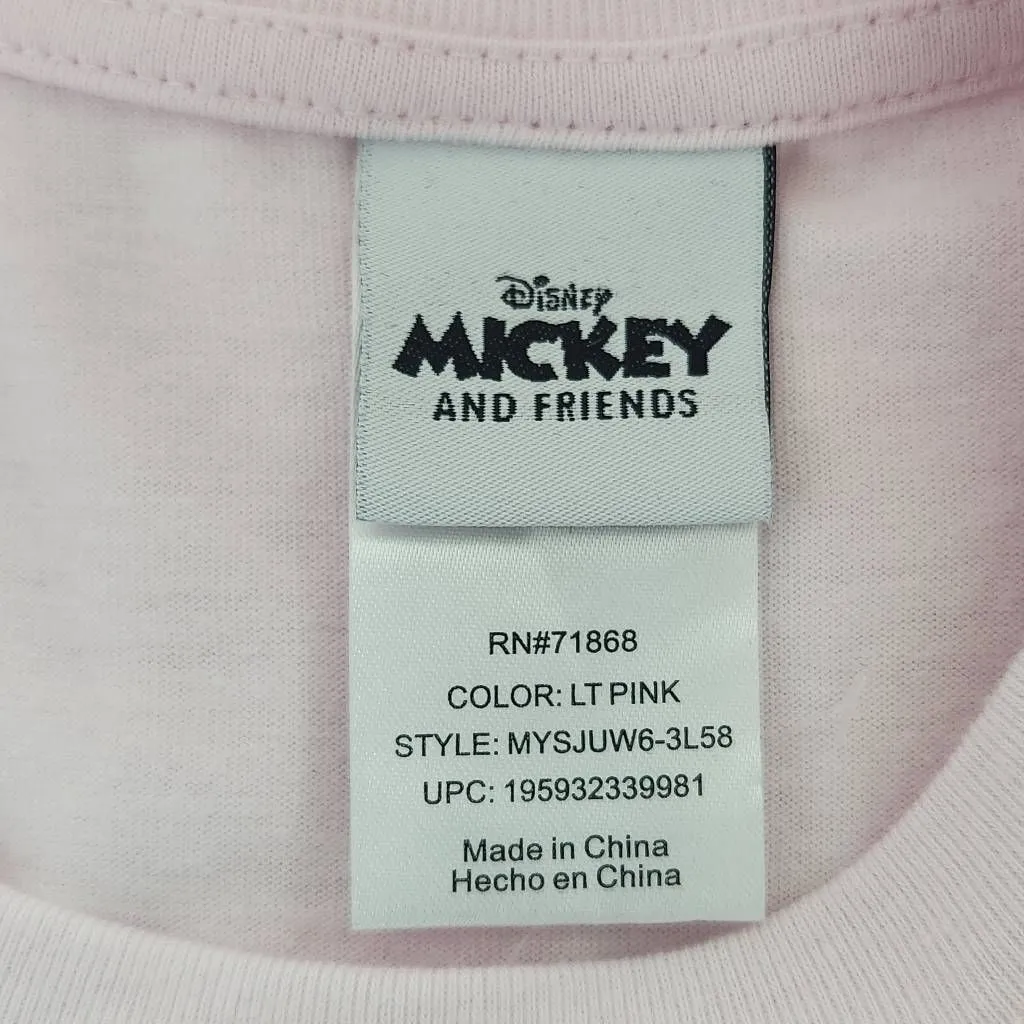 Disney
MICKEY
AND FRIENDS
RN#71868
COLOR: LT PINK
STYLE: MYSJUW6-3L58
UPC: 195932339981
Made in China
Hecho en China